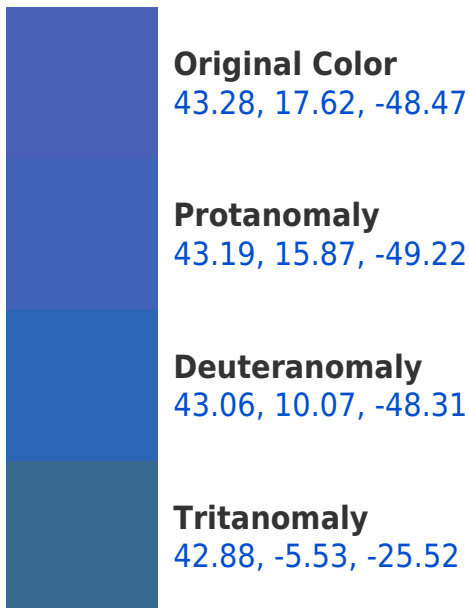 Original Color
43.28, 17.62, -48.47
Protanomaly
43.19, 15.87, -49.22
Deuteranomaly
43.06, 10.07, -48.31
Tritanomaly
42.88, -5.53, -25.52